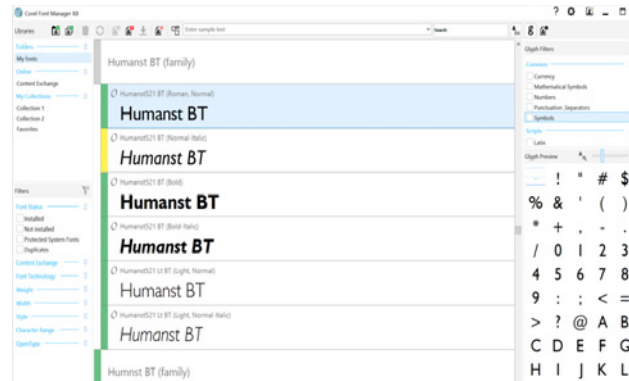 Corel Font Manager X8
Libraries
Enter sample text
Search
Folders
My Fonts
Online
Content Exchange
My Collections
Collection 1
Collection 2
Favorites
Filters
Font Status
Installed
Not installed
Protected System Fonts
Duplicates
Content Exchange
Font Technology
Weight
Width
Style
Character Range
OpenType
Humanst BT (family)
Humanst521 BT (Roman, Normal)
Humanst BT
Humanst521 BT (Normal-Italic)
Humanst BT
Humanst521 BT (Bold)
Humanst BT
Humanst521 BT (Bold-Italic)
Humanst BT
Humanst521 Lt BT (Light, Normal)
Humanst BT
Humanst521 Lt BT (Light, Normal-Italic)
Humanst BT
Humnst BT (family)
Glyph Filters
Common
Currency
Mathematical Symbols
Numbers
Punctuation Separators
Symbols
Scripts
Latin
Glyph Preview
! " # $
% & ' ( )
* + , - .
/ 0 1 2 3
4 5 6 7 8
9 : ; < =
> ? @ A B
C D E F G
H I J K L